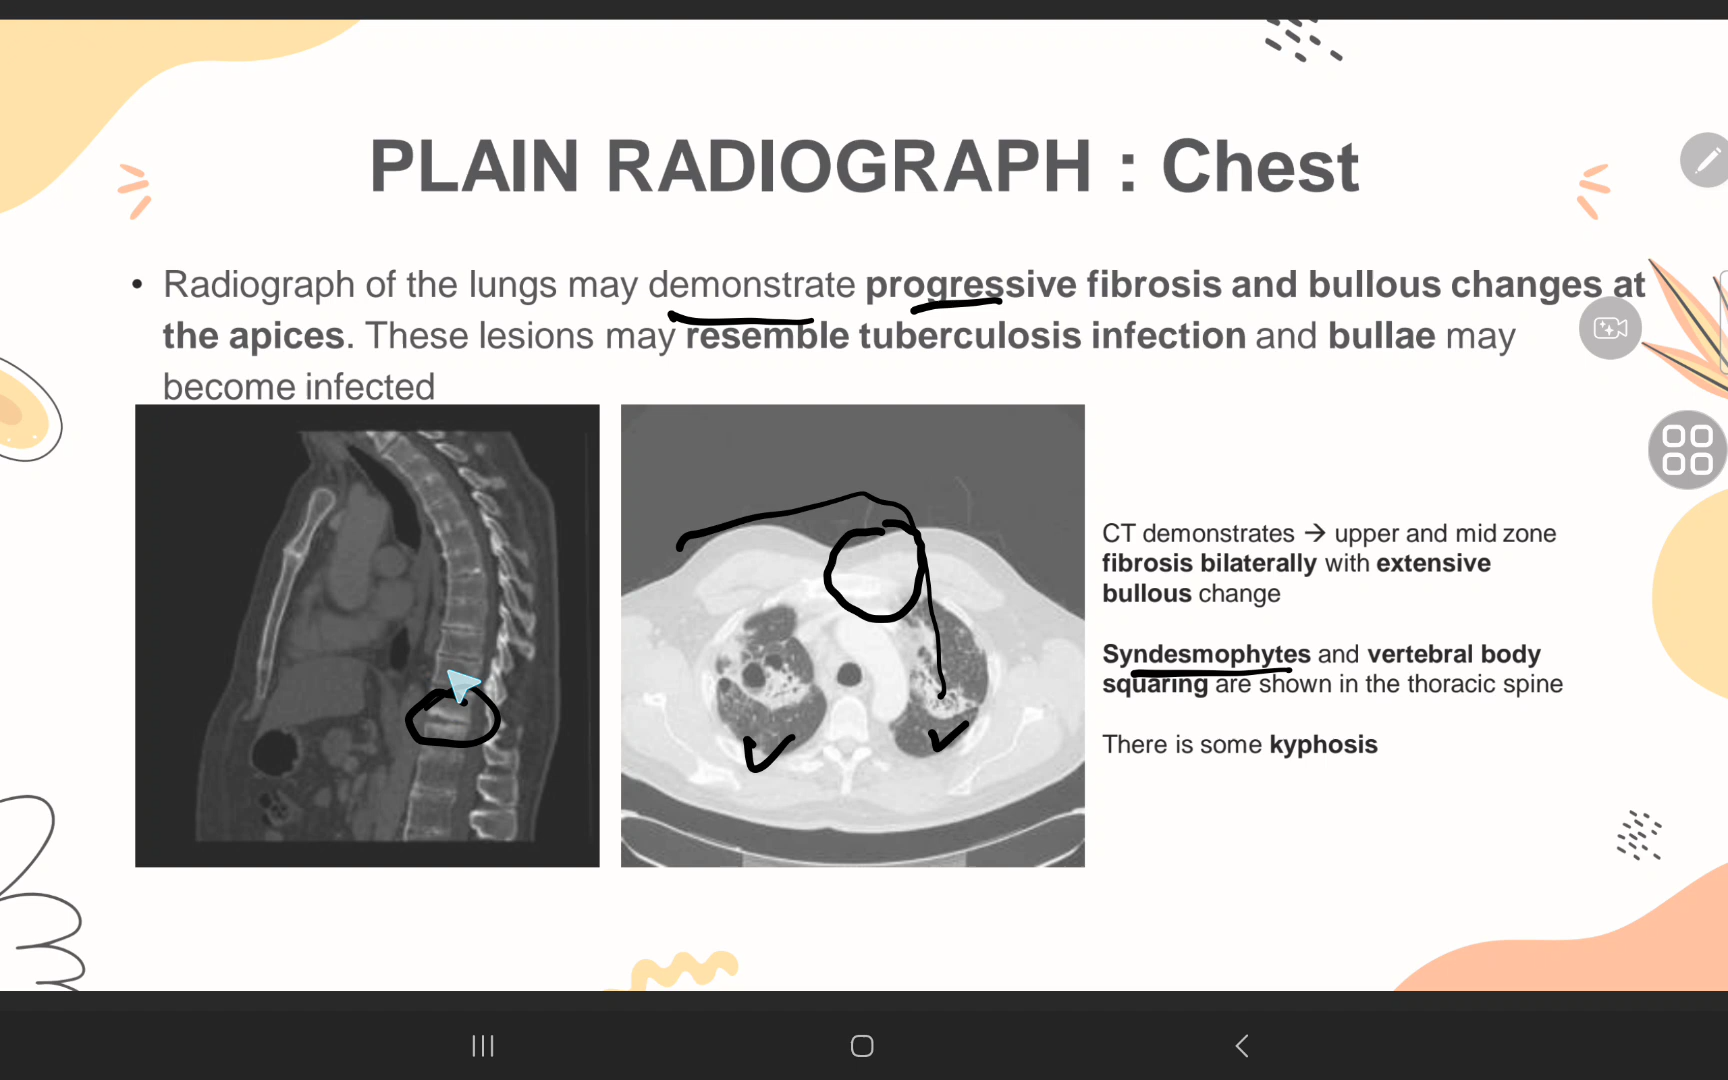 PLAIN RADIOGRAPH : Chest
• Radiograph of the lungs may demonstrate progressive fibrosis and bullous changes at
the apices. These lesions may resemble tuberculosis infection and bullae may
become infected
CT demonstrates → upper and mid zone
fibrosis bilaterally with extensive
bullous change
Syndesmophytes and vertebral body
squaring are shown in the thoracic spine
There is some kyphosis